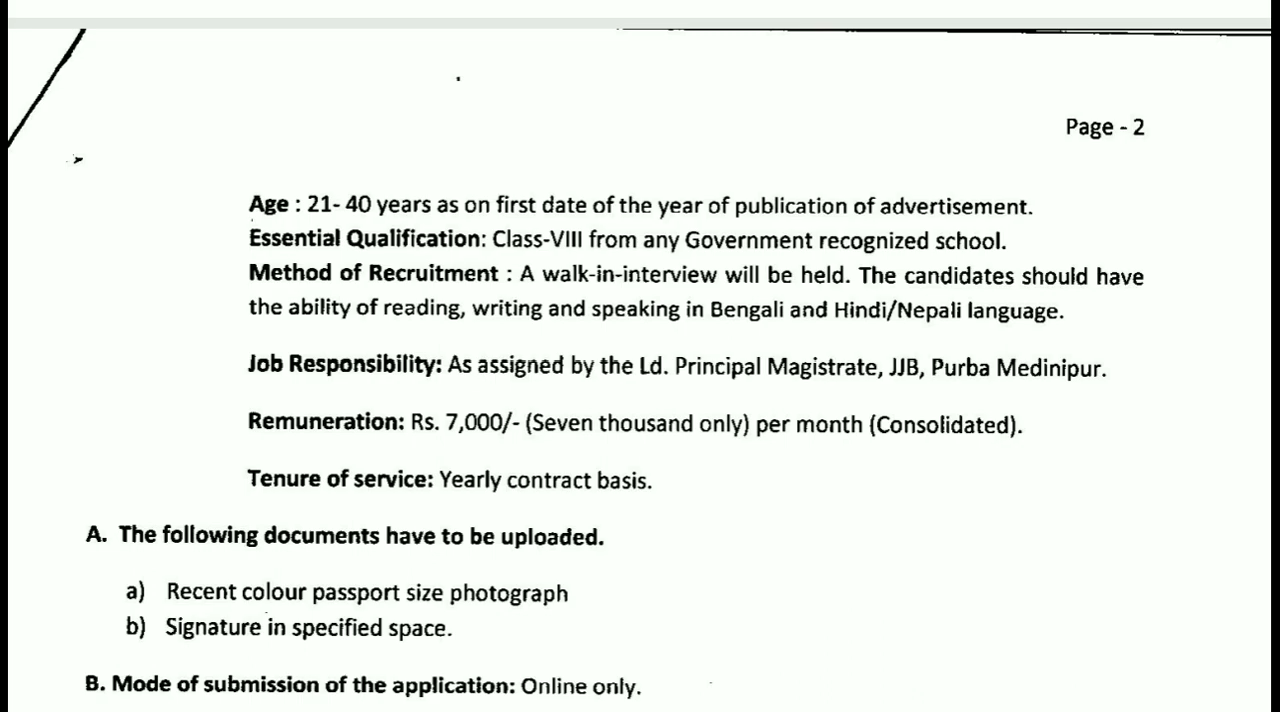 Page - 2
Age : 21- 40 years as on first date of the year of publication of advertisement.
Essential Qualification: Class-VIII from any Government recognized school.
Method of Recruitment : A walk-in-interview will be held. The candidates should have
the ability of reading, writing and speaking in Bengali and Hindi/Nepali language.
Job Responsibility: As assigned by the Ld. Principal Magistrate, JJB, Purba Medinipur.
Remuneration: Rs. 7,000/- (Seven thousand only) per month (Consolidated).
Tenure of service: Yearly contract basis.
A. The following documents have to be uploaded.
a) Recent colour passport size photograph
b) Signature in specified space.
B. Mode of submission of the application: Online only.